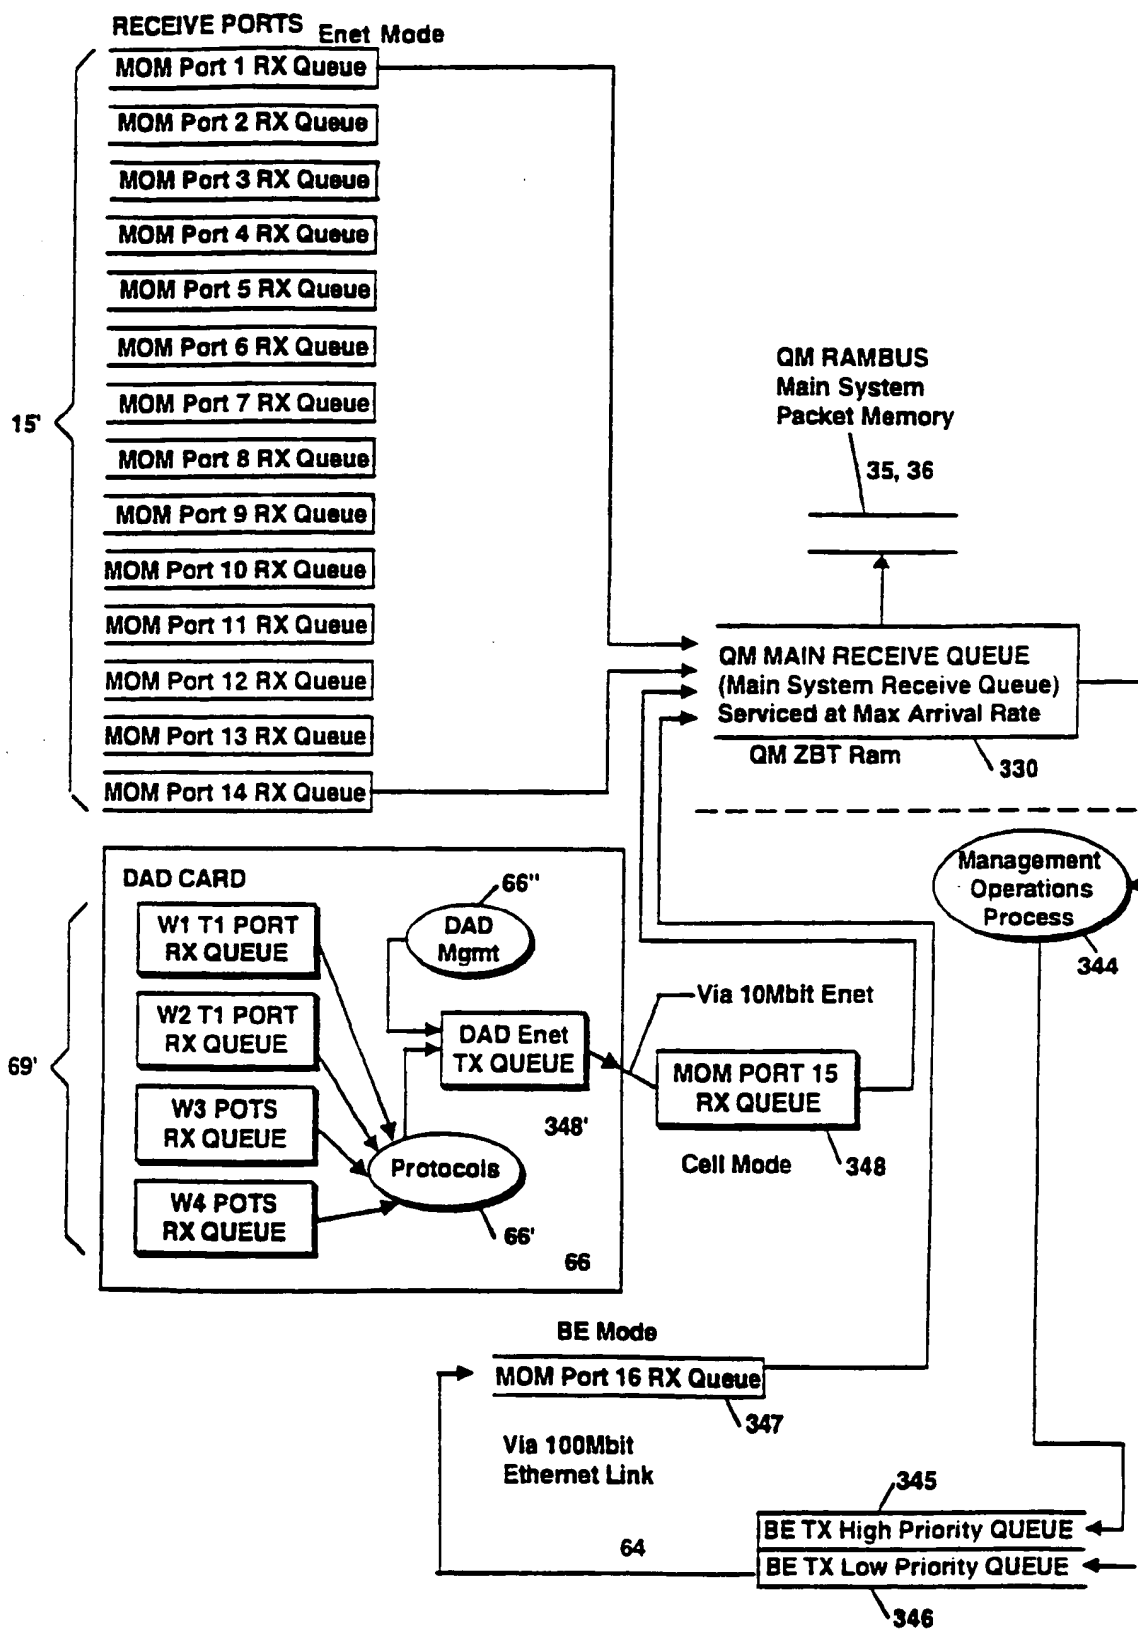 RECEIVE PORTS Enet Mode
MOM Port 1 RX Queue
MOM Port 2 RX Queue
MOM Port 3 RX Queue
MOM Port 4 RX Queue
MOM Port 5 RX Queue
MOM Port 6 RX Queue
MOM Port 7 RX Queue
15'
MOM Port 8 RX Queue
MOM Port 9 RX Queue
MOM Port 10 RX Queue
MOM Port 11 RX Queue
MOM Port 12 RX Queue
MOM Port 13 RX Queue
MOM Port 14 RX Queue
QM RAMBUS
Main System
Packet Memory
35, 36
QM MAIN RECEIVE QUEUE
(Main System Receive Queue)
Serviced at Max Arrival Rate
QM ZBT Ram
330
Management
Operations
Process
344
DAD CARD
66"
W1 T1 PORT
RX QUEUE
DAD
Mgmt
W2 T1 PORT
RX QUEUE
69'
W3 POTS
RX QUEUE
W4 POTS
RX QUEUE
DAD Enet
TX QUEUE
348'
Protocols
66'
66
Via 10Mbit Enet
MOM PORT 15
RX QUEUE
Cell Mode
348
BE Mode
MOM Port 16 RX Queue
347
Via 100Mbit
Ethernet Link
345
BE TX High Priority QUEUE
64
BE TX Low Priority QUEUE
346